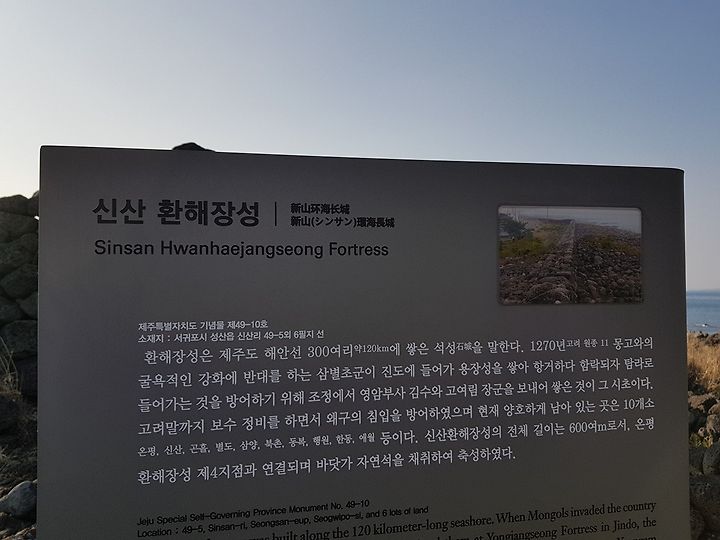 신산 환해장성
新山环海长城
新山(シンサン)環海長城
Sinsan Hwanhaejangseong Fortress
제주특별자치도 기념물 제49-10호
소재지 : 서귀포시 성산읍 신산리 49-5외 6필지 선
환해장성은 제주도 해안선 300여리約120km에 쌓은 석성石城을 말한다. 1270년고려 원종 11 몽고와의
굴욕적인 강화에 반대를 하는 삼별초군이 진도에 들어가 용장성을 쌓아 항거하다 함락되자 탐라로
들어가는 것을 방어하기 위해 조정에서 영암부사 김수와 고여림 장군을 보내어 쌓은 것이 그 시초이다.
고려말까지 보수 정비를 하면서 왜구의 침입을 방어하였으며 현재 양호하게 남아 있는 곳은 10개소
온평, 신산, 곤흘, 별도, 삼양, 북촌, 동복, 행원, 한동, 애월 등이다. 신산환해장성의 전체 길이는 600여m로서, 온평
환해장성 제4지점과 연결되며 바닷가 자연석을 채취하여 축성하였다.
Jeju Special Self-Governing Province Monument No. 49-10
Location : 49-5, Sinsan-ri, Seongsan-eup, Seogwipo-si, and 6 lots of land
built along the 120 kilometer-long seashore. When Mongols invaded the country
at Yongjangseong Fortress in Jindo, the